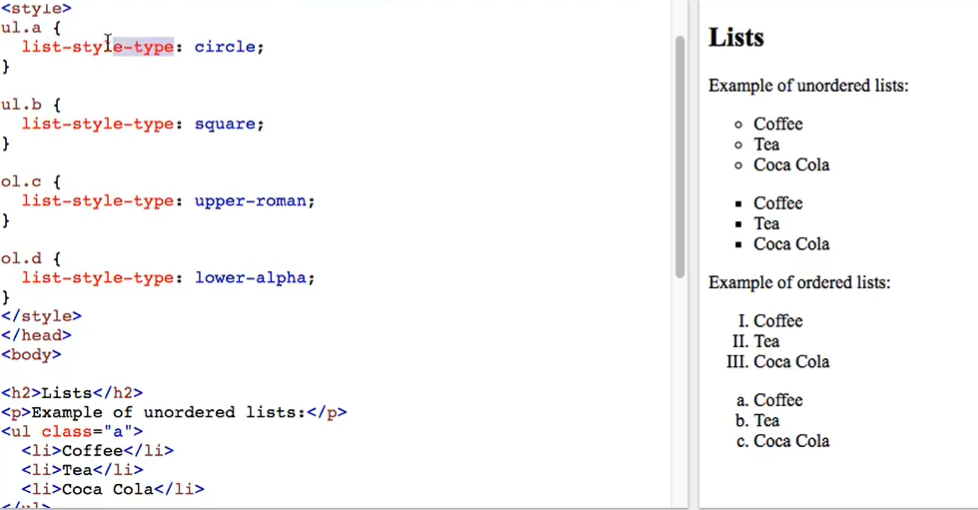 <style>
ul.a {
  list-style-type: circle;
}

ul.b {
  list-style-type: square;
}

ol.c {
  list-style-type: upper-roman;
}

ol.d {
  list-style-type: lower-alpha;
}
</style>
</head>
<body>

<h2>Lists</h2>
<p>Example of unordered lists:</p>
<ul class="a">
  <li>Coffee</li>
  <li>Tea</li>
  <li>Coca Cola</li>
</ul>
Lists
Example of unordered lists:
Coffee
Tea
Coca Cola
Coffee
Tea
Coca Cola
Example of ordered lists:
I. Coffee
II. Tea
III. Coca Cola
a. Coffee
b. Tea
c. Coca Cola